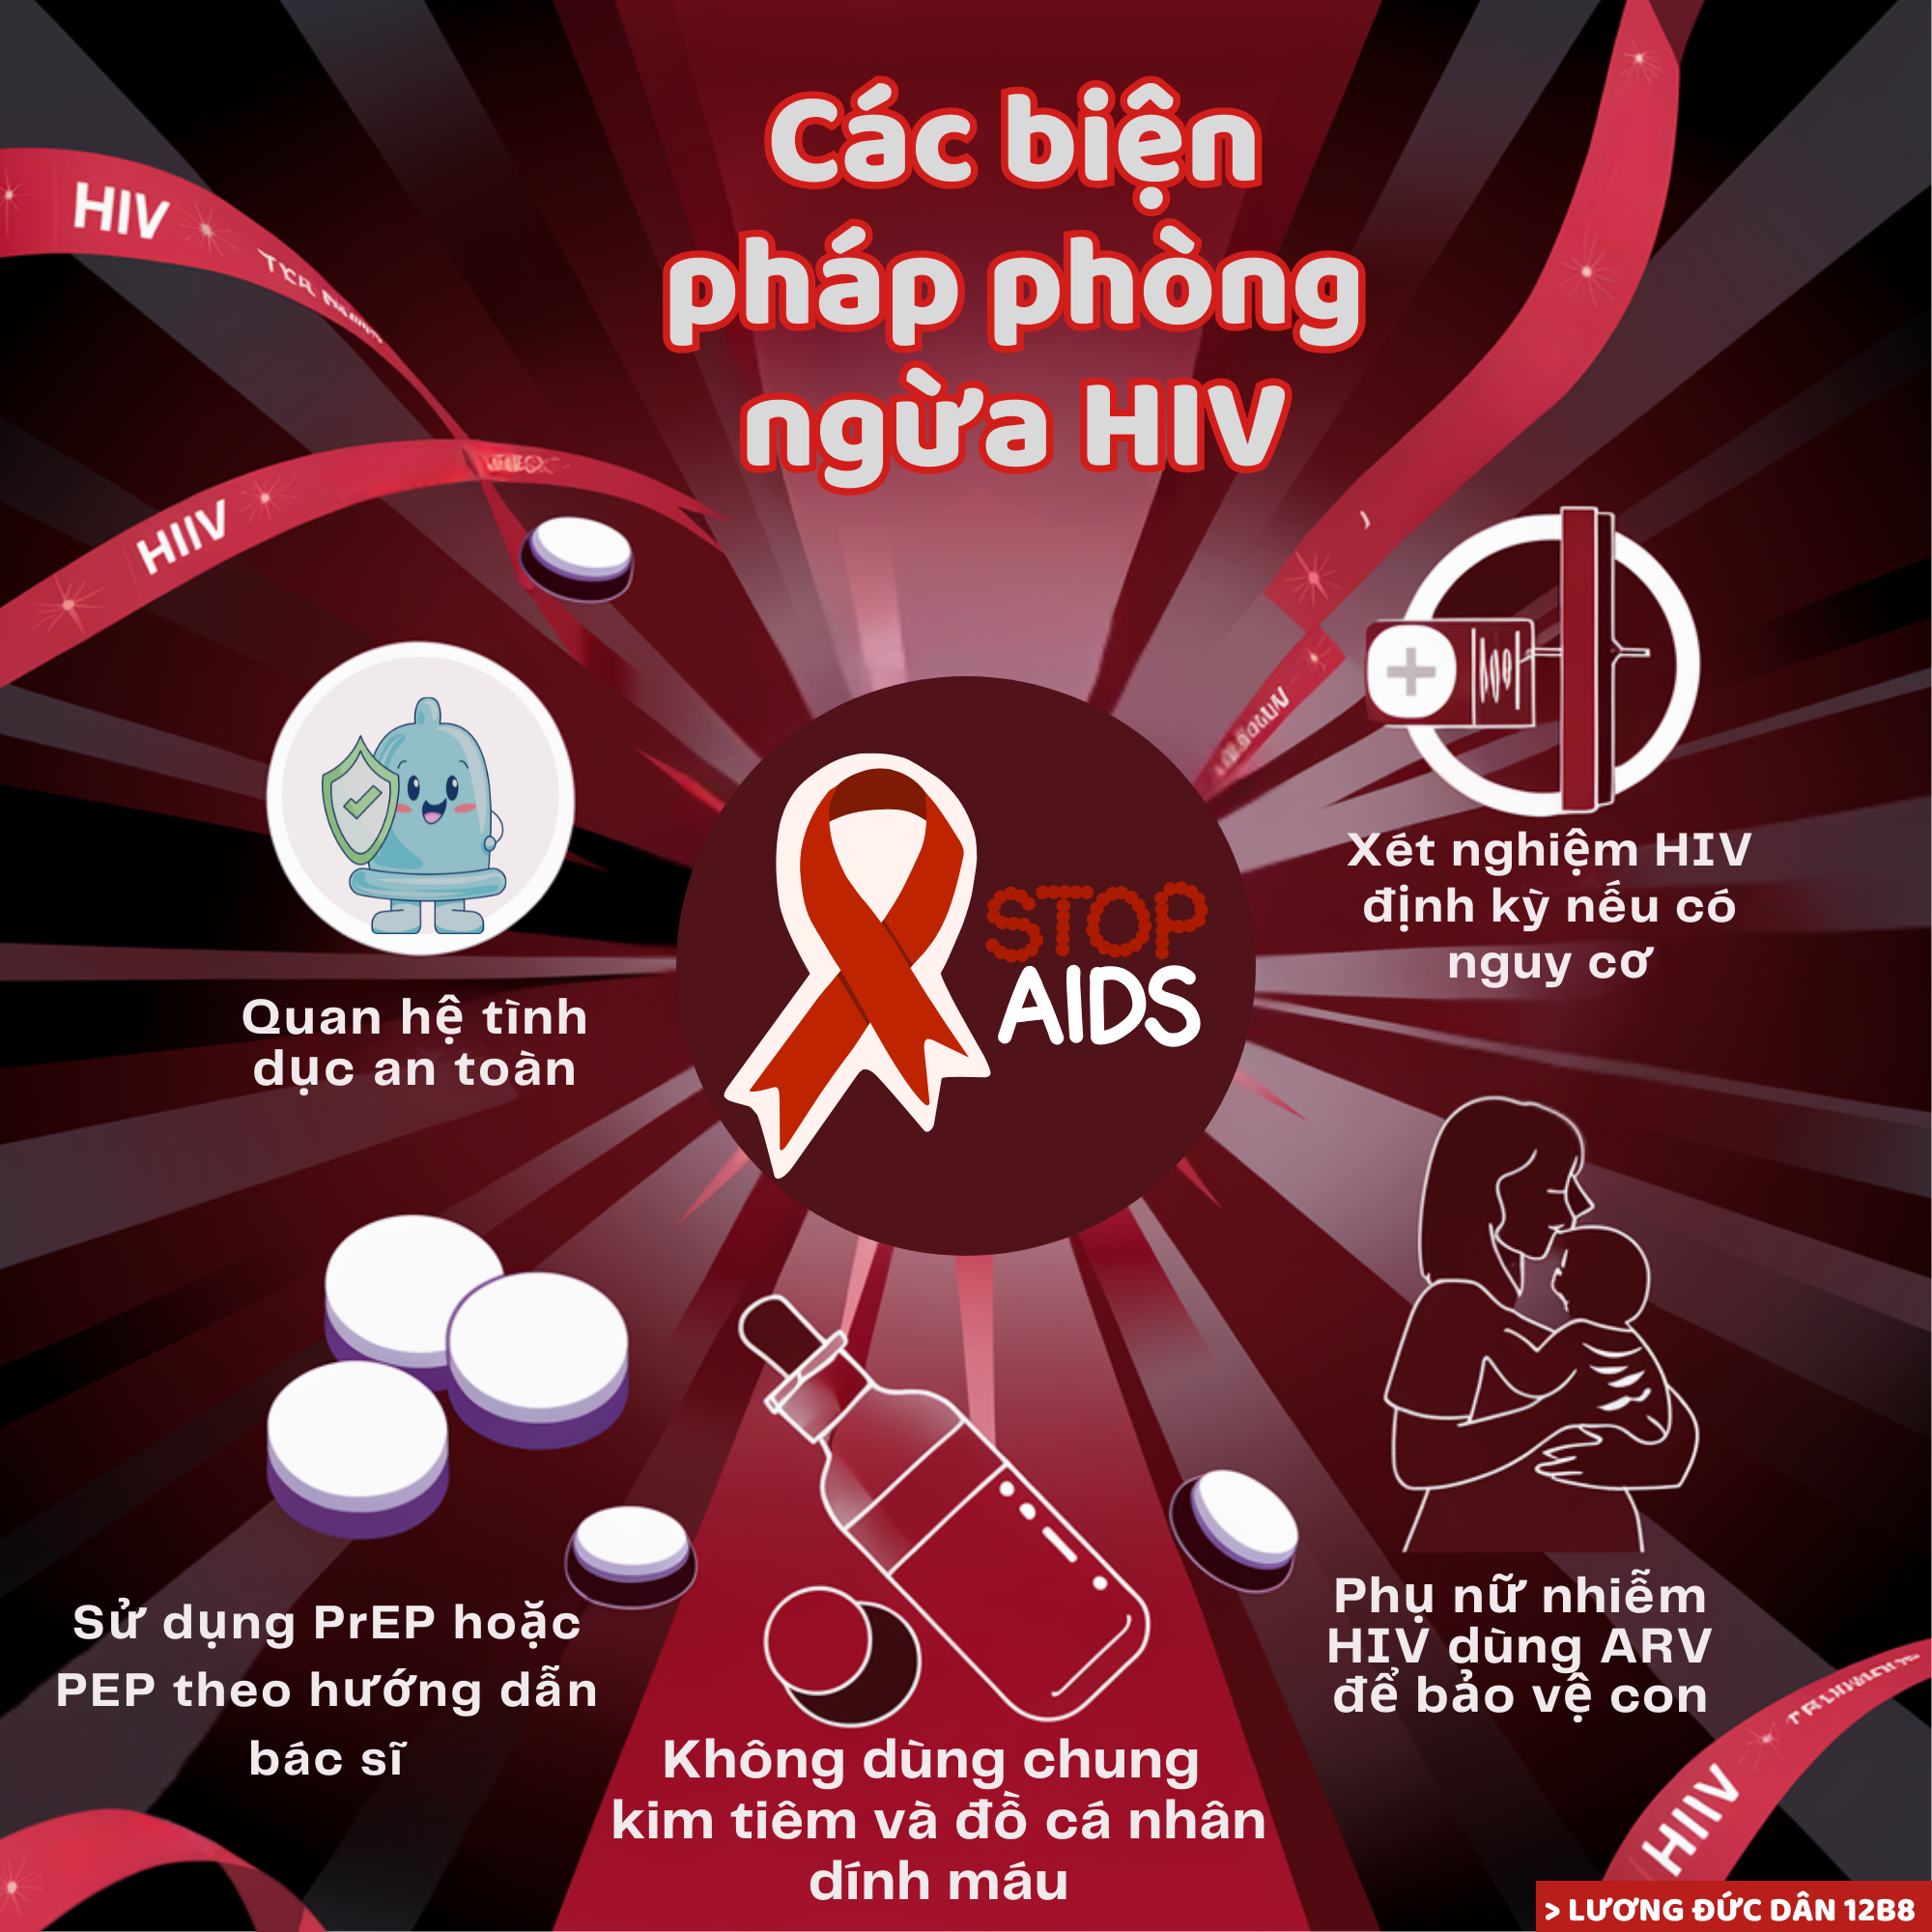 Các biện
pháp phòng
ngừa HIV
HIV
HIIV
STOP
AIDS
Xét nghiệm HIV
định kỳ nếu có
nguy cơ
Quan hệ tình
dục an toàn
Sử dụng PrEP hoặc
PEP theo hướng dẫn
bác sĩ
Không dùng chung
kim tiêm và đồ cá nhân
dính máu
Phụ nữ nhiễm
HIV dùng ARV
để bảo vệ con
HIIV
> LƯƠNG ĐỨC DÂN 12B8